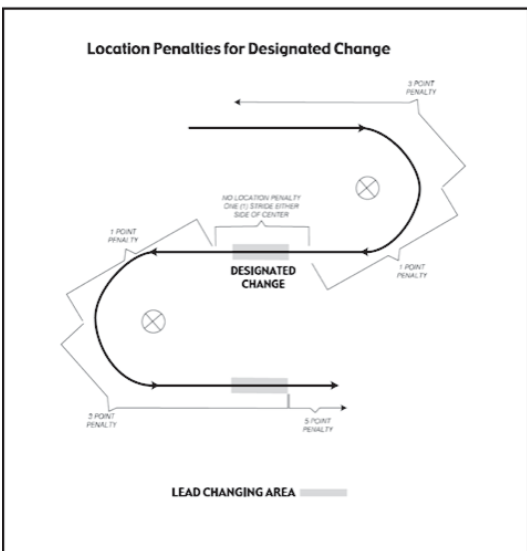 Location Penalties for Designated Change
3 POINT
PENALTY
NO LOCATION PENALTY
ONE (1) STRIDE EITHER
SIDE OF CENTER
1 POINT
PENALTY
DESIGNATED
CHANGE
1 POINT
PENALTY
3 POINT
PENALTY
5 POINT
PENALTY
LEAD CHANGING AREA